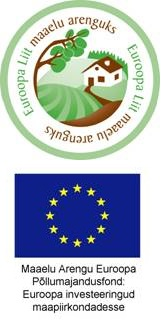 Euroopa Liit maaelu arenguks
Euroopa Liit maaelu arenguks
Maaelu Arengu Euroopa
Põllumajandusfond:
Euroopa investeeringud
maapiirkondadesse